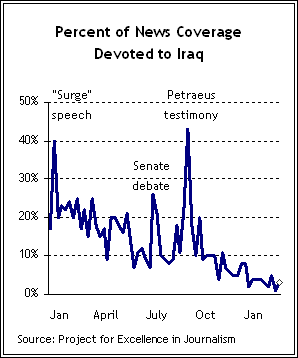 Percent of News Coverage
Devoted to Iraq
"Surge"
speech
Petraeus
testimony
Senate
debate
50%
40%
30%
20%
10%
0%
Jan April July Oct Jan
Source: Project for Excellence in Journalism